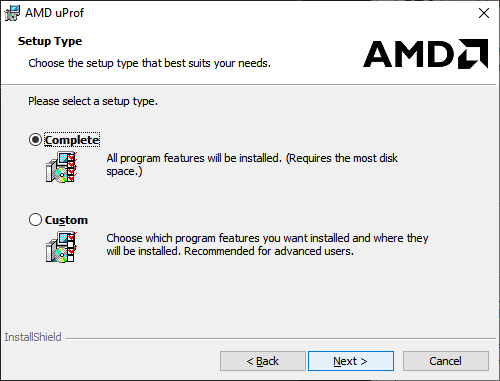 AMD uProf
Setup Type
Choose the setup type that best suits your needs.
AMD
Please select a setup type.
Complete
All program features will be installed. (Requires the most disk
space.)
Custom
Choose which program features you want installed and where they
will be installed. Recommended for advanced users.
InstallShield
< Back
Next >
Cancel